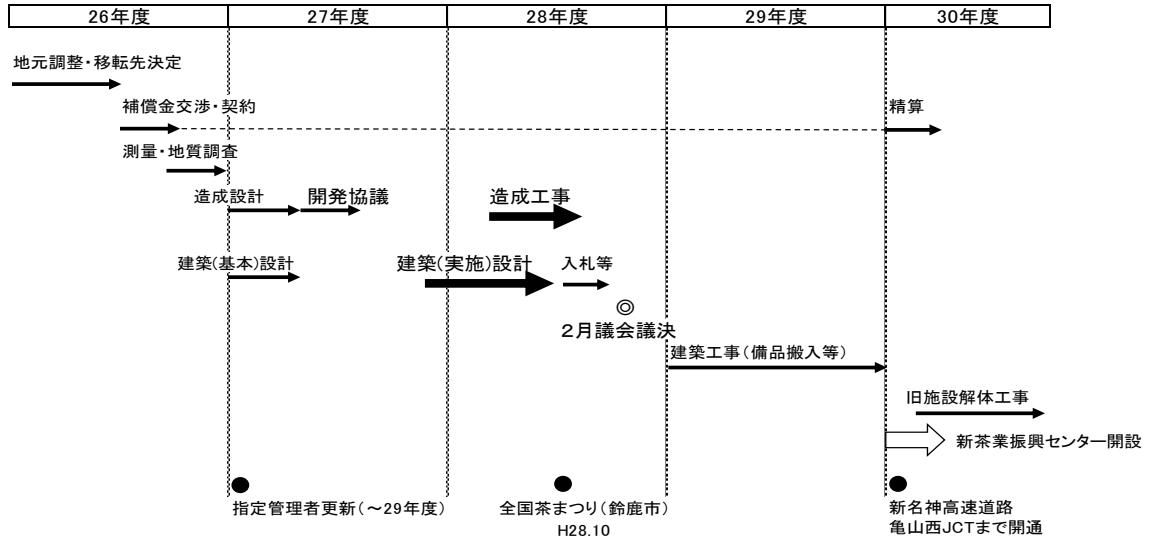 26年度 27年度 28年度 29年度 30年度
地元調整・移転先決定
補償金交渉・契約 精算
測量・地質調査
造成設計 開発協議 造成工事
建築(基本)設計 建築(実施)設計 入札等
◎
２月議会議決
建築工事(備品搬入等)
旧施設解体工事
新茶業振興センター開設
指定管理者更新(～29年度) 全国茶まつり(鈴鹿市) 新名神高速道路
H28.10 亀山西JCTまで開通